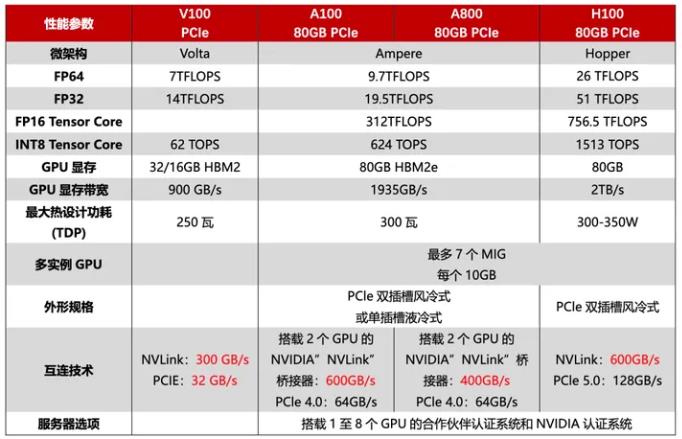 性能参数
V100
PCIe
A100
80GB PCIe
A800
80GB PCIe
H100
80GB PCIe
微架构 Volta Ampere Hopper
FP64 7TFLOPS 9.7TFLOPS 26 TFLOPS
FP32 14TFLOPS 19.5TFLOPS 51 TFLOPS
FP16 Tensor Core 312TFLOPS 756.5 TFLOPS
INT8 Tensor Core 62 TOPS 624 TOPS 1513 TOPS
GPU 显存 32/16GB HBM2 80GB HBM2e 80GB
GPU 显存带宽 900 GB/s 1935GB/s 2TB/s
最大热设计功耗
(TDP)
250 瓦 300 瓦 300-350W
多实例 GPU
最多 7 个 MIG
每个 10GB
外形规格
PCIe 双插槽风冷式
或单插槽液冷式
PCIe 双插槽风冷式
互连技术
NVLink：300 GB/s
PCIE：32 GB/s
搭载 2 个 GPU 的
NVIDIA” NVLink”
桥接器：600GB/s
PCIe 4.0：64GB/s
搭载 2 个 GPU 的
NVIDIA” NVLink” 桥
接器：400GB/s
PCIe 4.0：64GB/s
NVLink：600GB/s
PCIe 5.0：128GB/s
服务器选项 搭载 1 至 8 个 GPU 的合作伙伴认证系统和 NVIDIA 认证系统